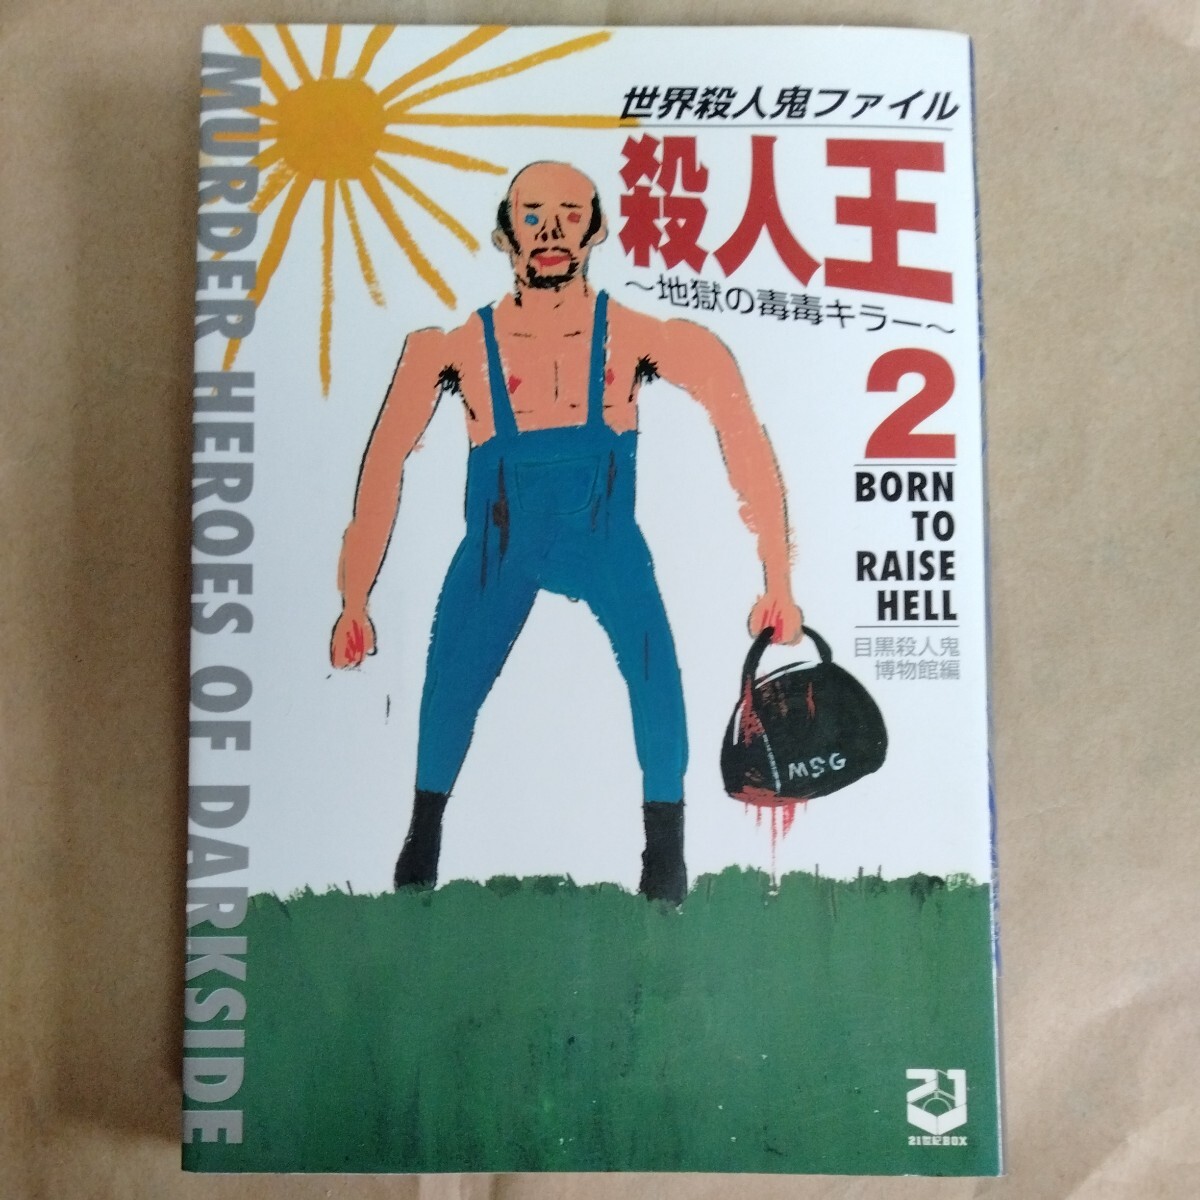 世界殺人鬼ファイル
殺人王
〜地獄の毒毒キラー〜
2
BORN
TO
RAISE
HELL
目黒殺人鬼
博物館編
MURDER HEROES OF DARKSIDE
MSG
21
21世紀BOX